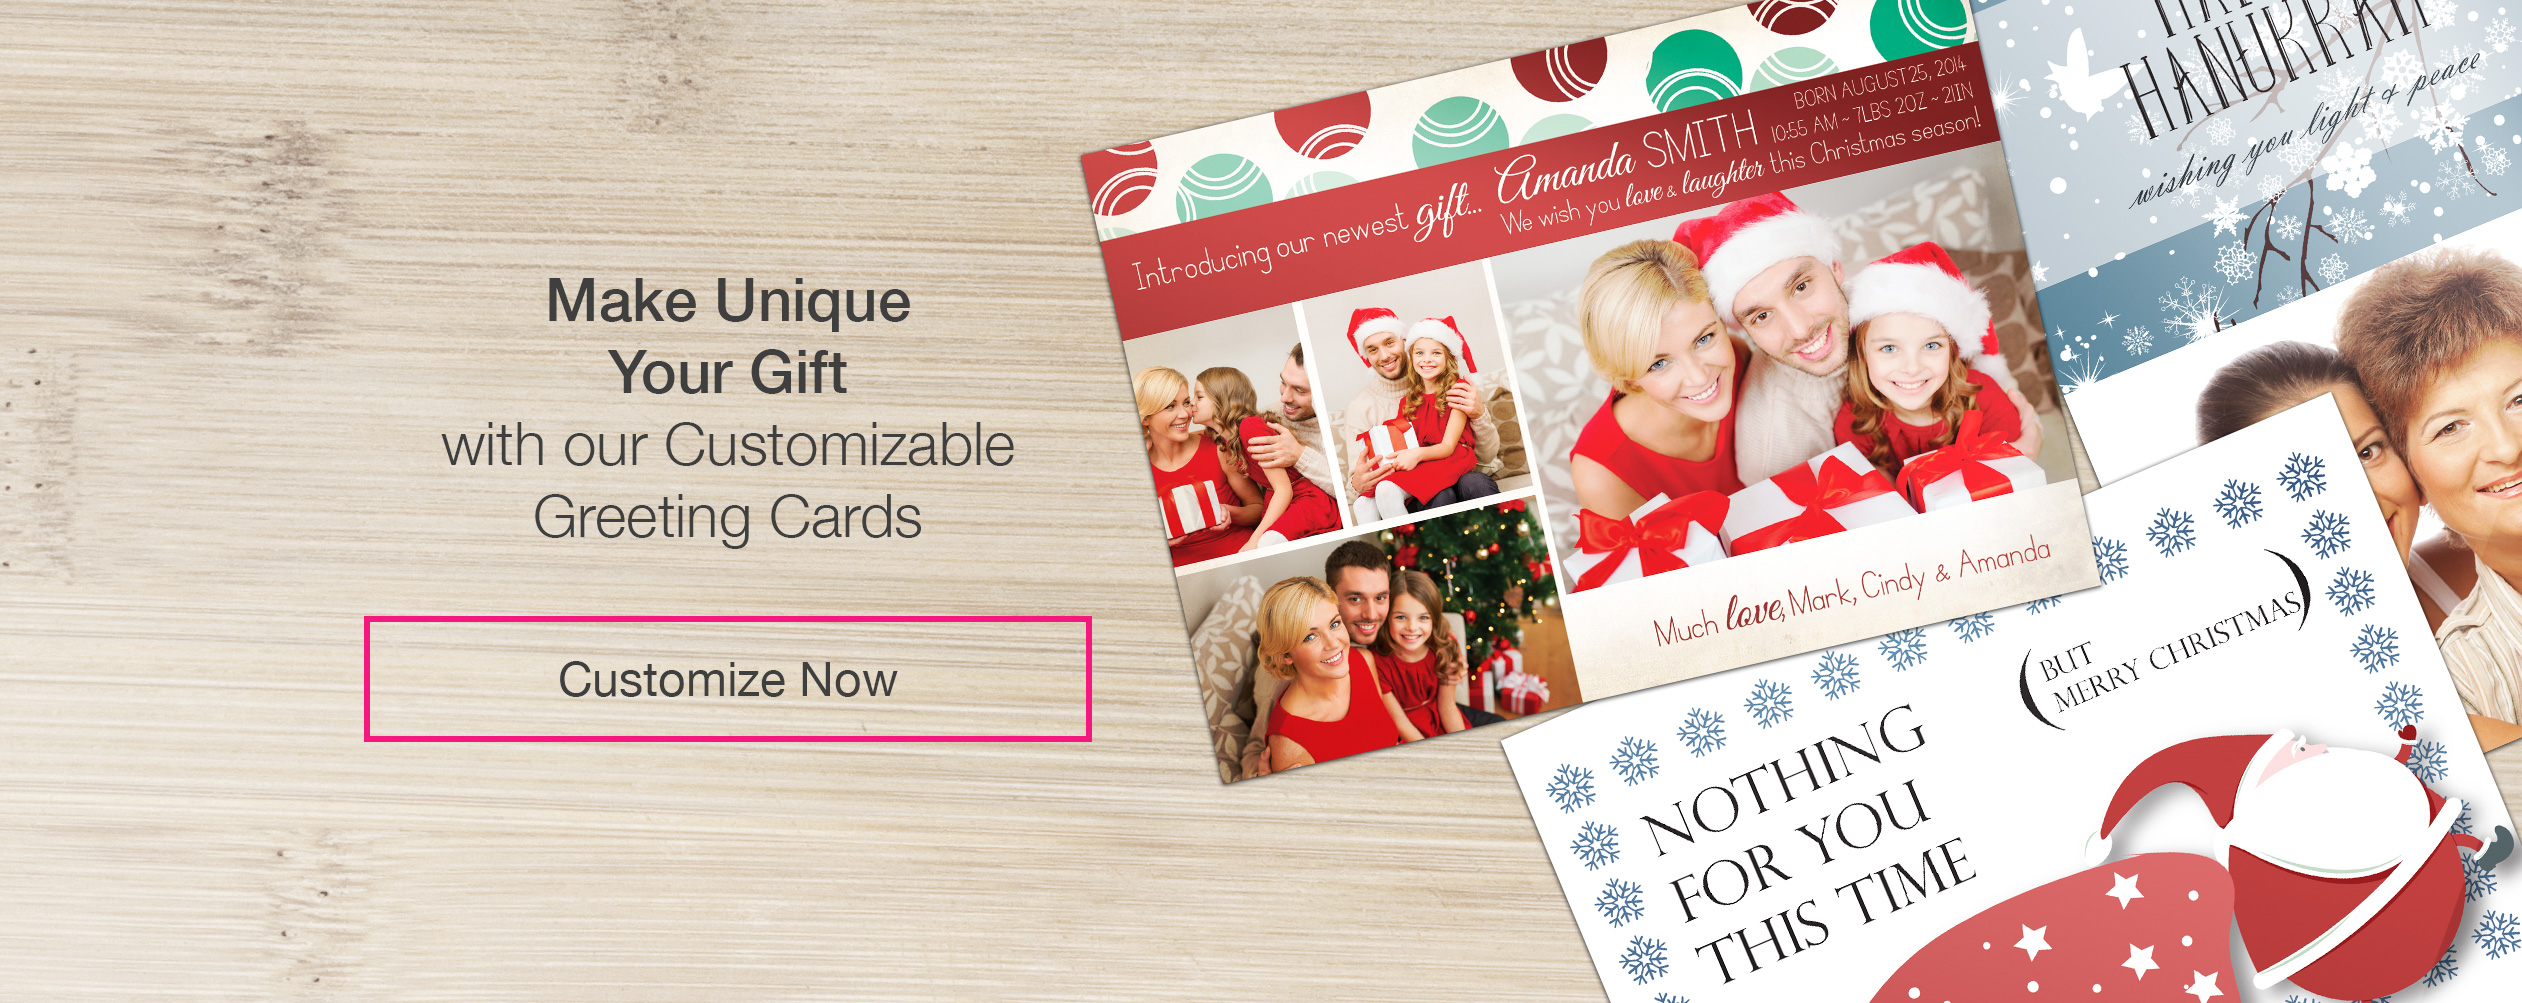 Make Unique
Your Gift
with our Customizable
Greeting Cards
Customize Now
Introducing our newest gift... Amanda SMITH
BORN AUGUST 25, 2014
10:55 AM ~ 7LBS 2OZ ~ 21IN
We wish you love & laughter this Christmas season!
Much love, Mark, Cindy & Amanda
HANUKKAH
wishing you light & peace
(BUT
MERRY CHRISTMAS)
NOTHING
FOR YOU
THIS TIME